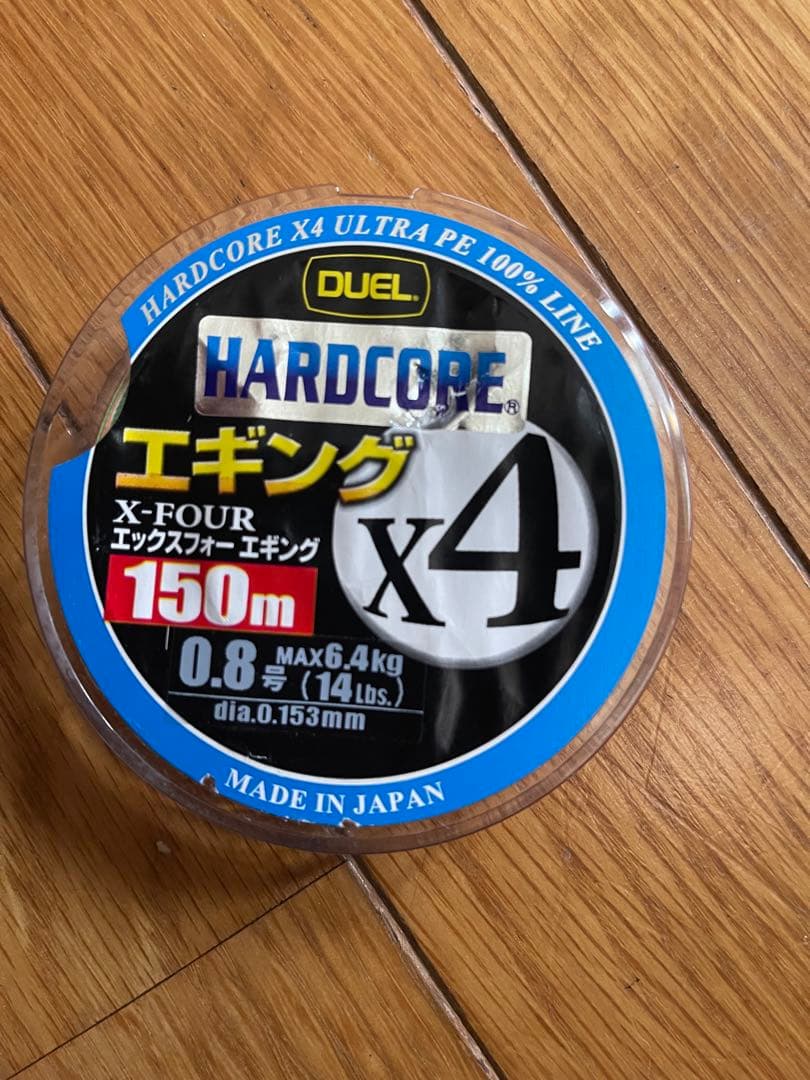 HARDCORE X4 ULTRA PE 100% LINE
DUEL®
HARDCORE®
エギング
X4
X-FOUR
エックスフォー エギング
150m
0.8号 MAX6.4kg (14Lbs.)
dia.0.153mm
MADE IN JAPAN